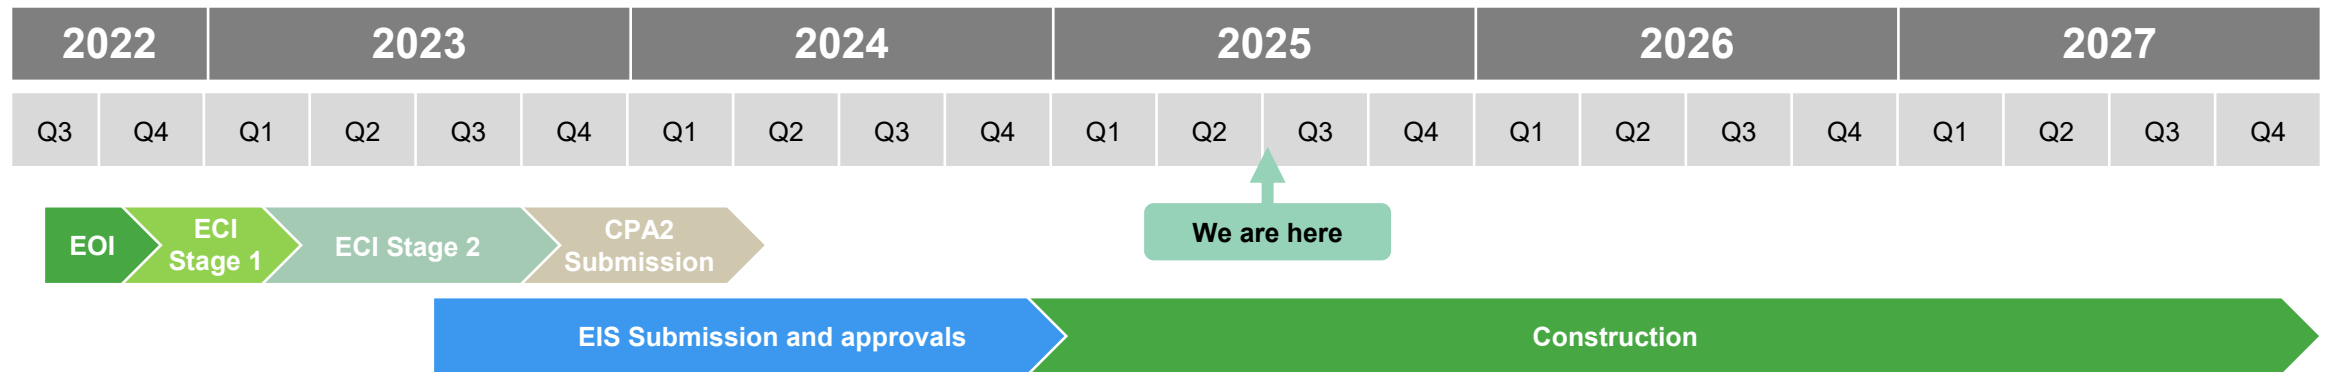 2022 2023 2024 2025 2026 2027
Q3 Q4 Q1 Q2 Q3 Q4 Q1 Q2 Q3 Q4 Q1 Q2 Q3 Q4 Q1 Q2 Q3 Q4 Q1 Q2 Q3 Q4
We are here
EOI
ECI
Stage 1
ECI Stage 2
CPA2
Submission
EIS Submission and approvals
Construction